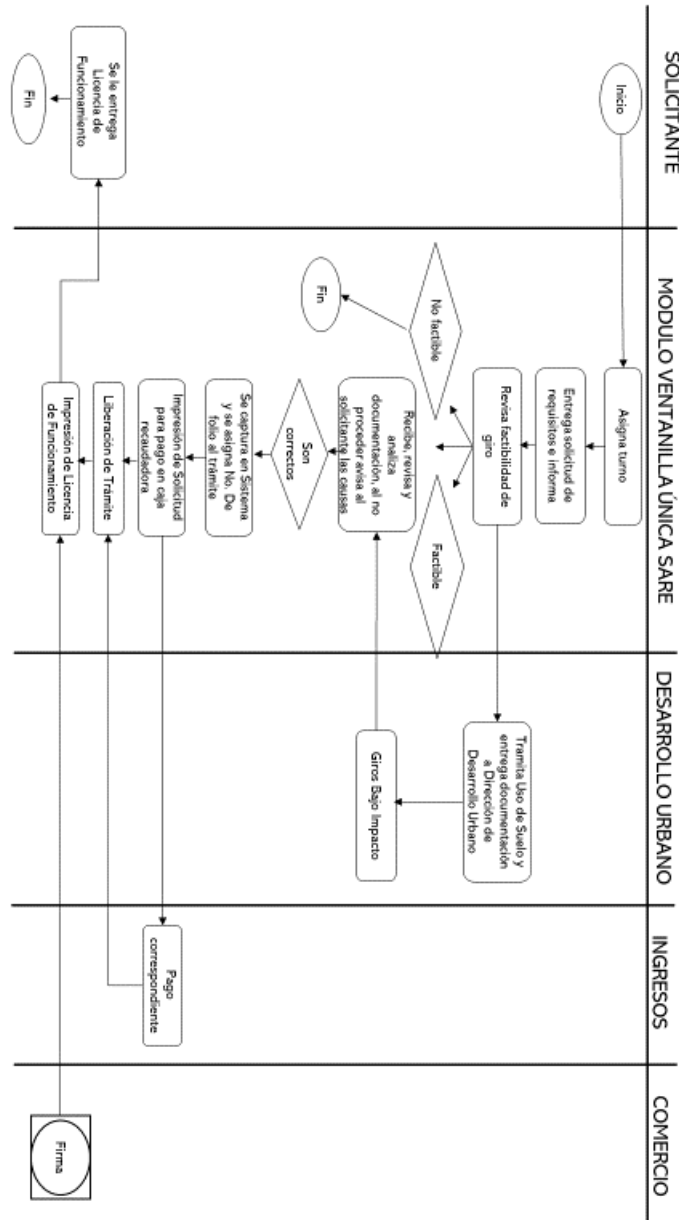 SOLICITANTE
MODULO VENTANILLA ÚNICA SARE
DESARROLLO URBANO
INGRESOS
COMERCIO
Inicio
Asigna turno
Entrega solicitud de
requisitos e informa
Revisa factibilidad de
giro
Tramita Uso de Suelo y
entrega documentación
a Dirección de
Desarrollo Urbano
No factible
Factible
Fin
Giros Bajo Impacto
Recibe, revisa y
analiza
documentación, al no
proceder avisa al
solicitante las causas
Son
correctos
Se captura en Sistema
y se asigna No. De
folio al trámite
Impresión de Solicitud
para pago en caja
recaudadora
Pago
correspondiente
Liberación de Trámite
Impresión de Licencia
de Funcionamiento
Firma
Se le entrega
Licencia de
Funcionamiento
Fin